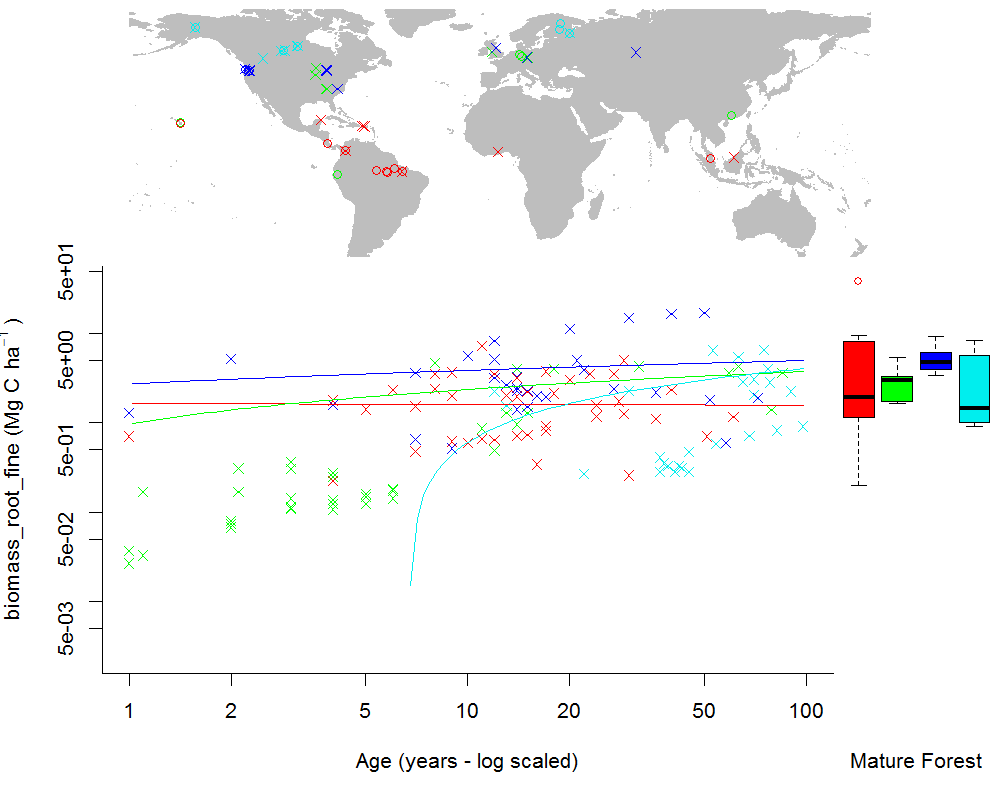 biomass_root_fine (Mg C ha⁻¹)
5e+01
5e+00
5e-01
5e-02
5e-03
1 2 5 10 20 50 100
Age (years - log scaled)
Mature Forest